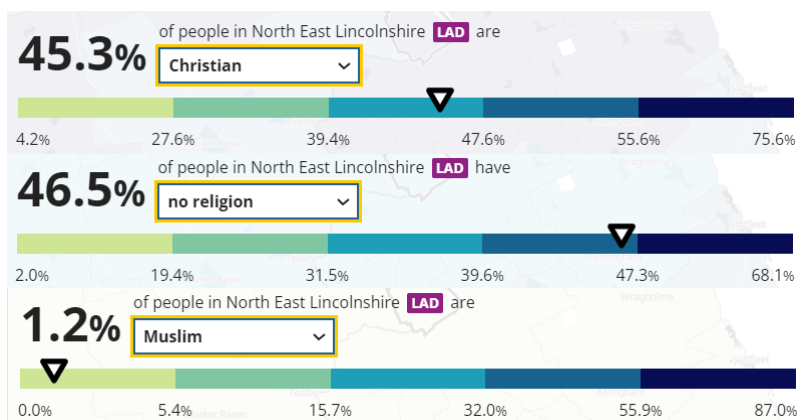 of people in North East Lincolnshire LAD are
45.3%
Christian
4.2% 27.6% 39.4% 47.6% 55.6% 75.6%
of people in North East Lincolnshire LAD have
46.5%
no religion
2.0% 19.4% 31.5% 39.6% 47.3% 68.1%
of people in North East Lincolnshire LAD are
1.2%
Muslim
0.0% 5.4% 15.7% 32.0% 55.9% 87.0%